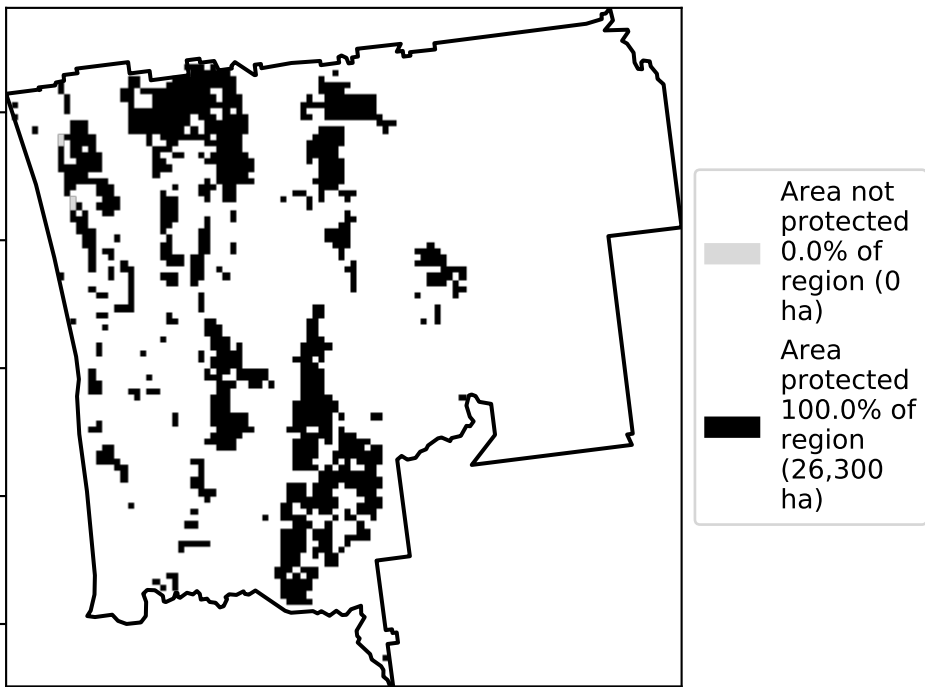 Area not
protected
0.0% of
region (0
ha)
Area
protected
100.0% of
region
(26,300
ha)